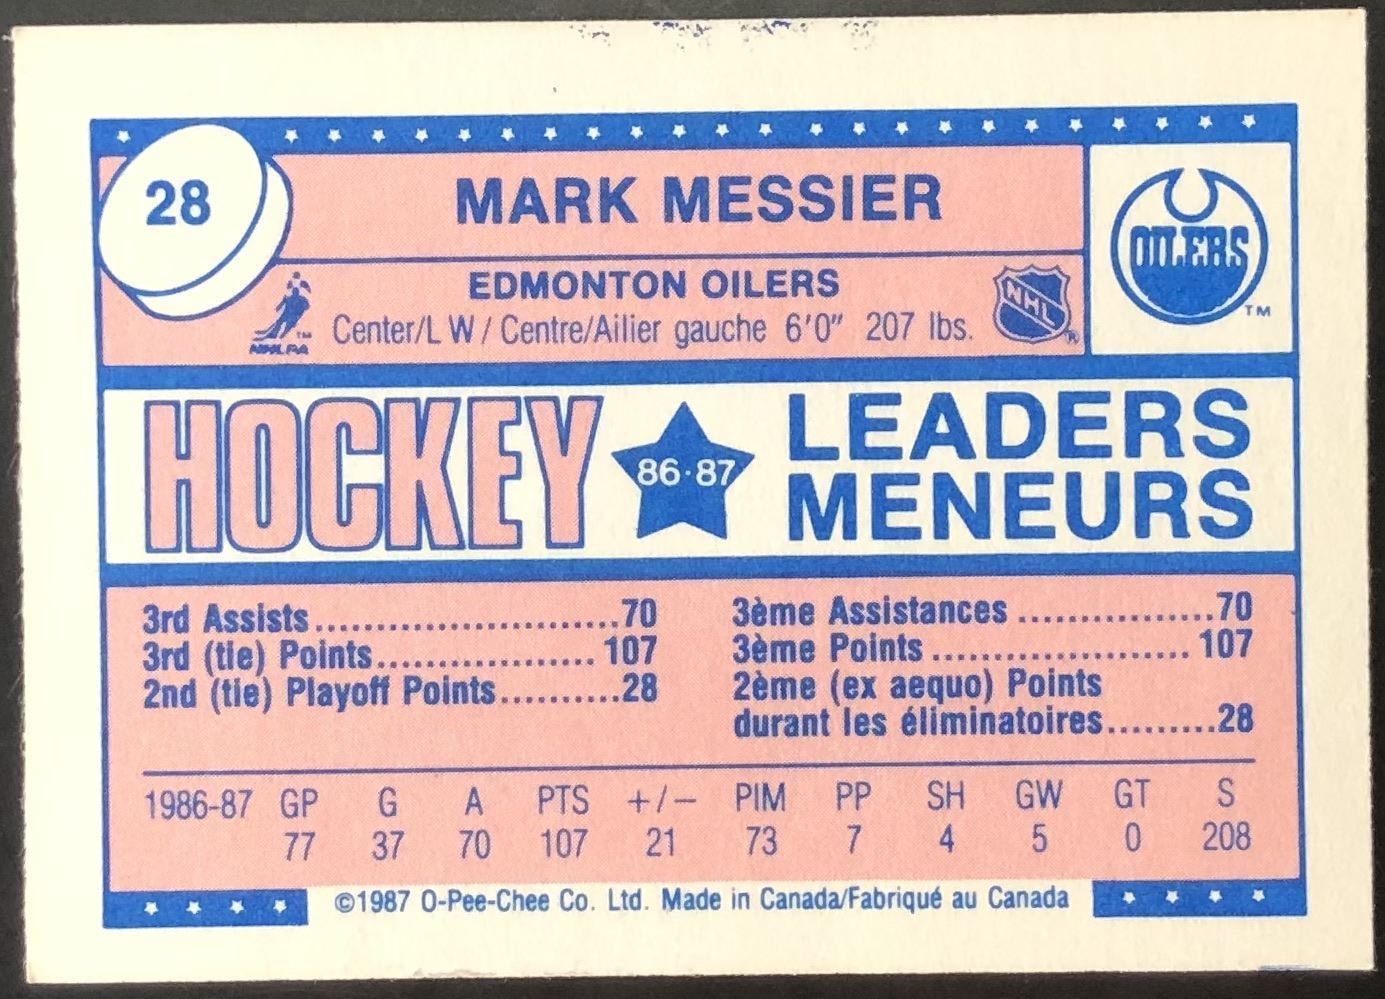 28
MARK MESSIER
EDMONTON OILERS
OILERS
TM
TM
NHLPA
Center/L W / Centre/Ailier gauche 6'0" 207 lbs.
NHL
®
HOCKEY
86·87
LEADERS
MENEURS
3rd Assists..........................70
3rd (tie) Points.................... 107
2nd (tie) Playoff Points..........28
3ème Assistances ................70
3ème Points ...................... 107
2ème (ex aequo) Points
durant les éliminatoires.........28
1986-87 GP G A PTS +/− PIM PP SH GW GT S
77 37 70 107 21 73 7 4 5 0 208
©1987 O-Pee-Chee Co. Ltd. Made in Canada/Fabriqué au Canada